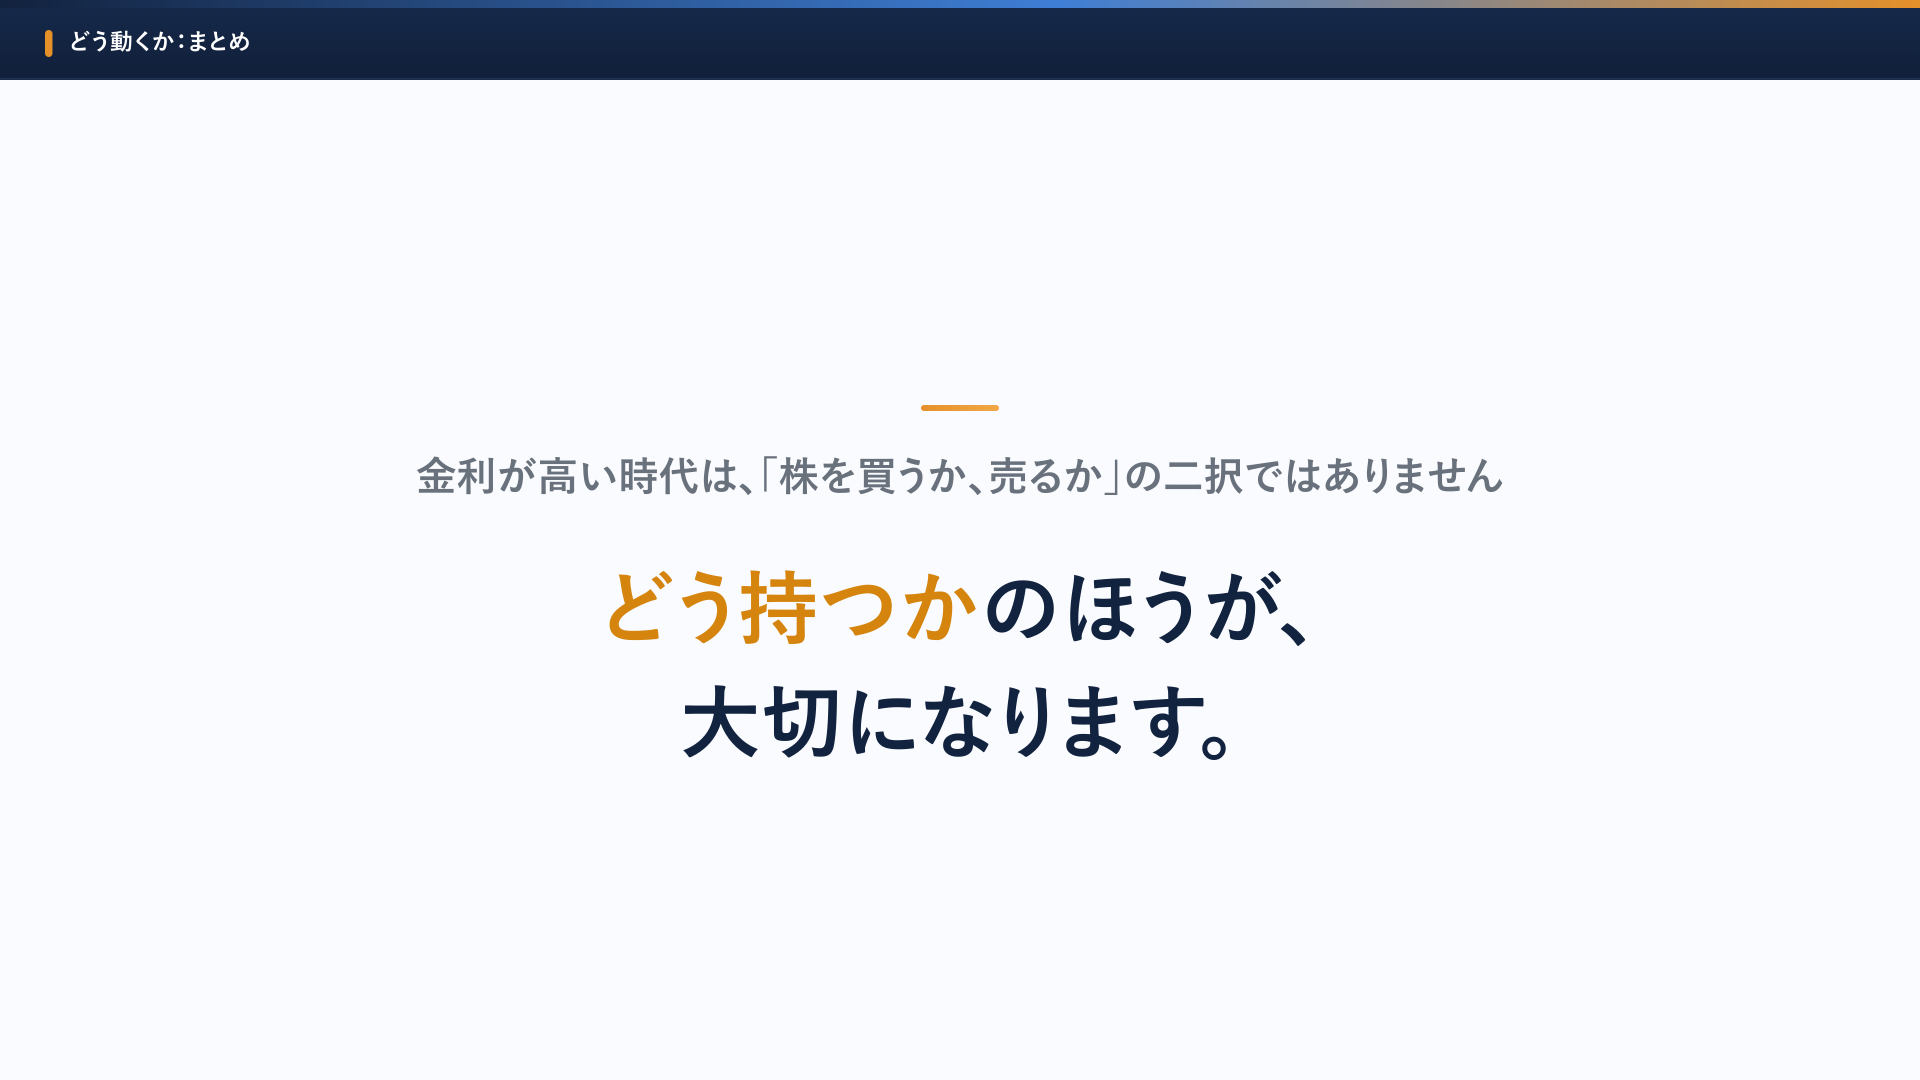 どう動くか：まとめ
金利が高い時代は、「株を買うか、売るか」の二択ではありません
どう持つかのほうが、
大切になります。